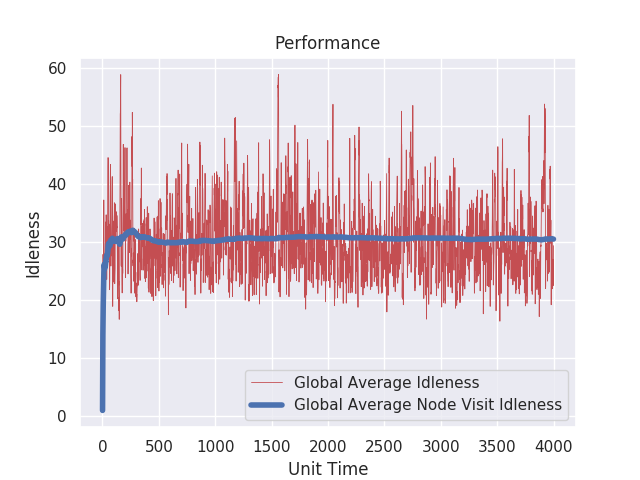 Performance
60
50
40
30
20
10
0
Idleness
Global Average Idleness
Global Average Node Visit Idleness
0 500 1000 1500 2000 2500 3000 3500 4000
Unit Time